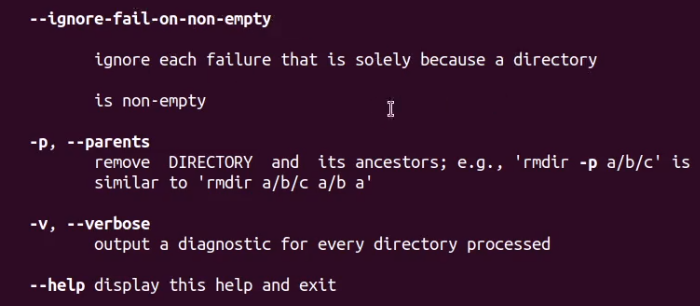 --ignore-fail-on-non-empty
ignore each failure that is solely because a directory
is non-empty
-p, --parents
remove  DIRECTORY  and  its ancestors; e.g., 'rmdir -p a/b/c' is
similar to 'rmdir a/b/c a/b a'
-v, --verbose
output a diagnostic for every directory processed
--help display this help and exit